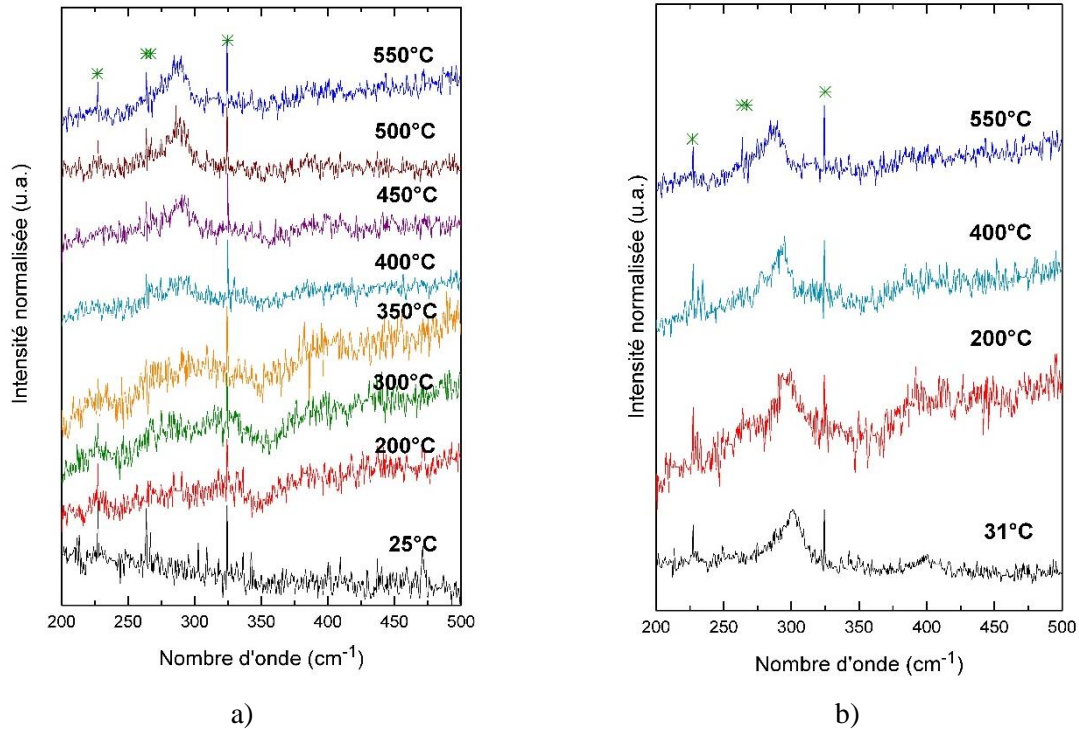 550°C
500°C
450°C
400°C
350°C
300°C
200°C
25°C
Intensité normalisée (u.a.)
200 250 300 350 400 450 500
Nombre d'onde (cm⁻¹)
a)
550°C
400°C
200°C
31°C
Intensité normalisée (u.a.)
200 250 300 350 400 450 500
Nombre d'onde (cm⁻¹)
b)